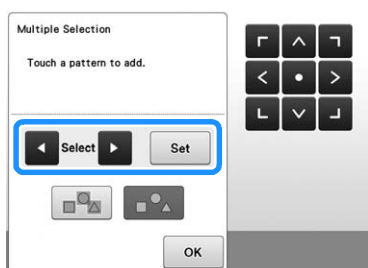 Multiple Selection
Touch a pattern to add.
Select
Set
OK